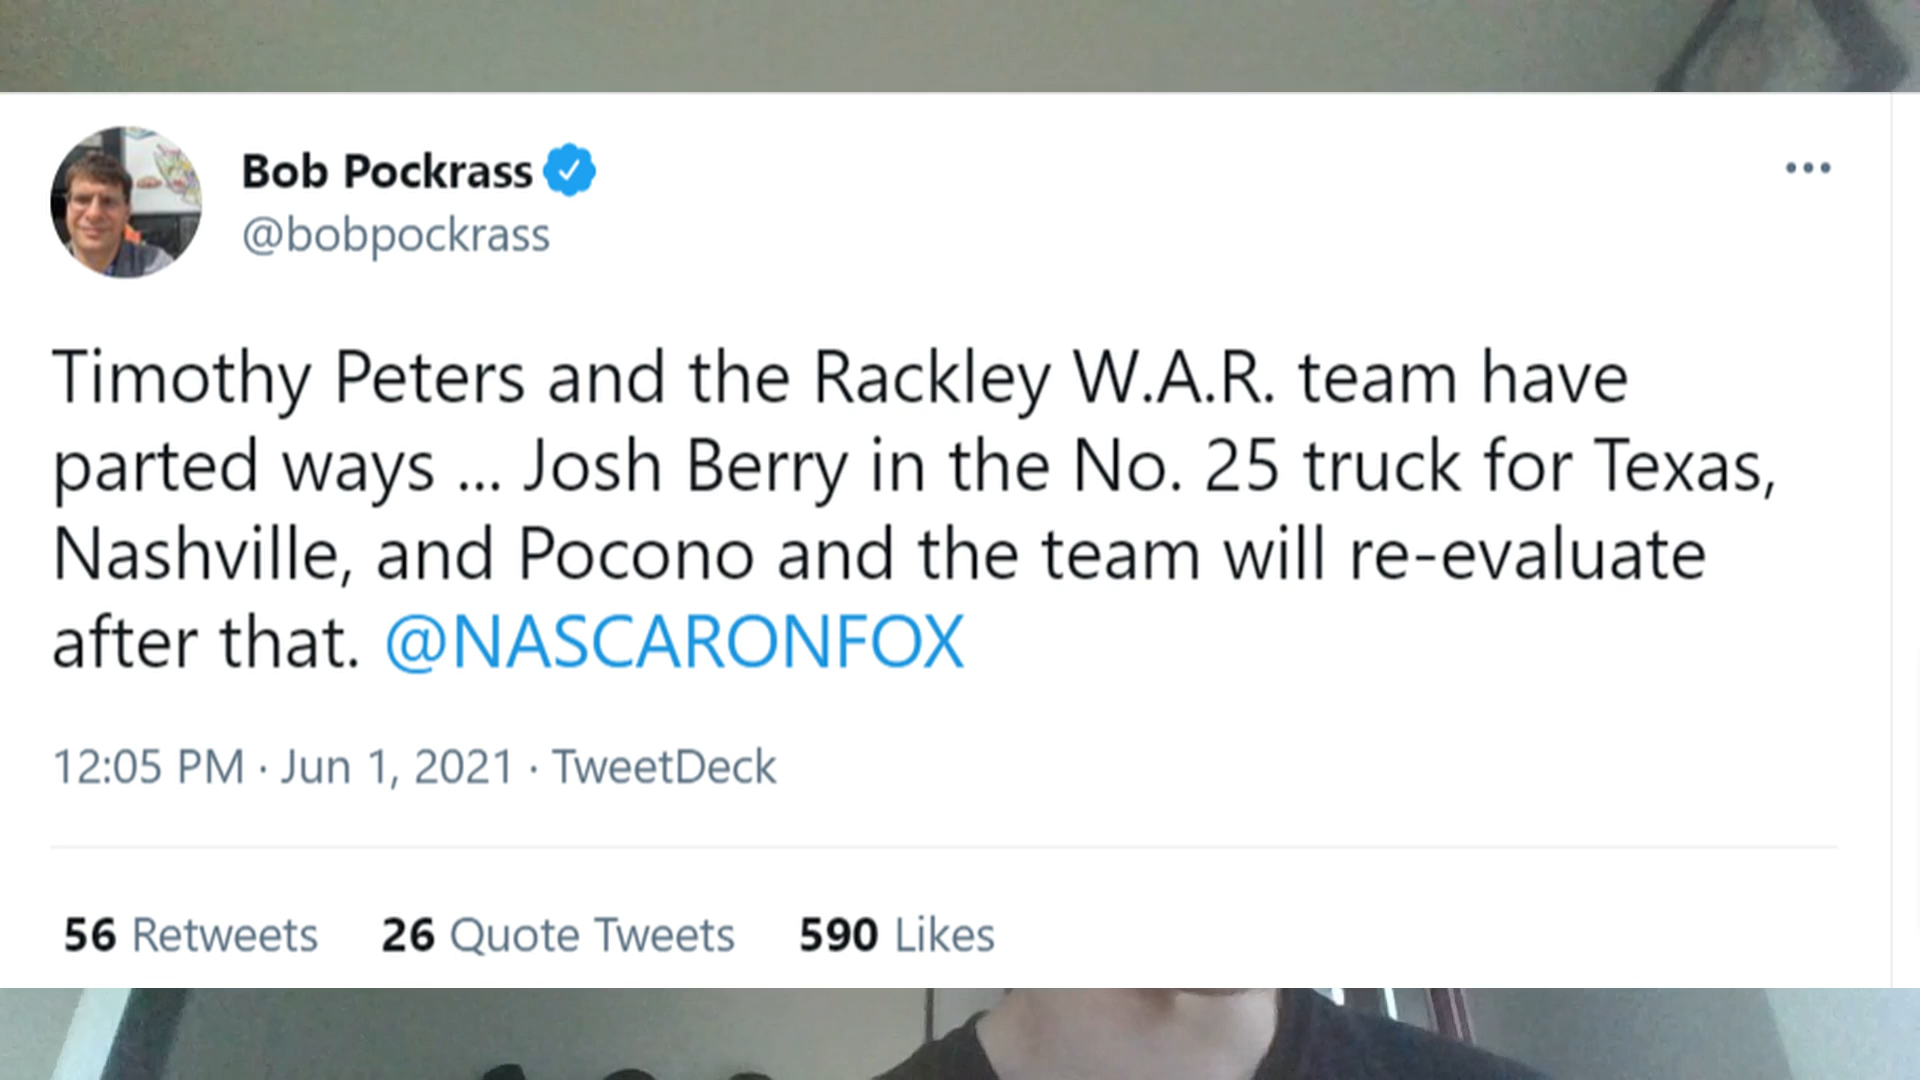 Bob Pockrass
@bobpockrass
Timothy Peters and the Rackley W.A.R. team have
parted ways ... Josh Berry in the No. 25 truck for Texas,
Nashville, and Pocono and the team will re-evaluate
after that. @NASCARONFOX
12:05 PM · Jun 1, 2021 · TweetDeck
56 Retweets 26 Quote Tweets 590 Likes